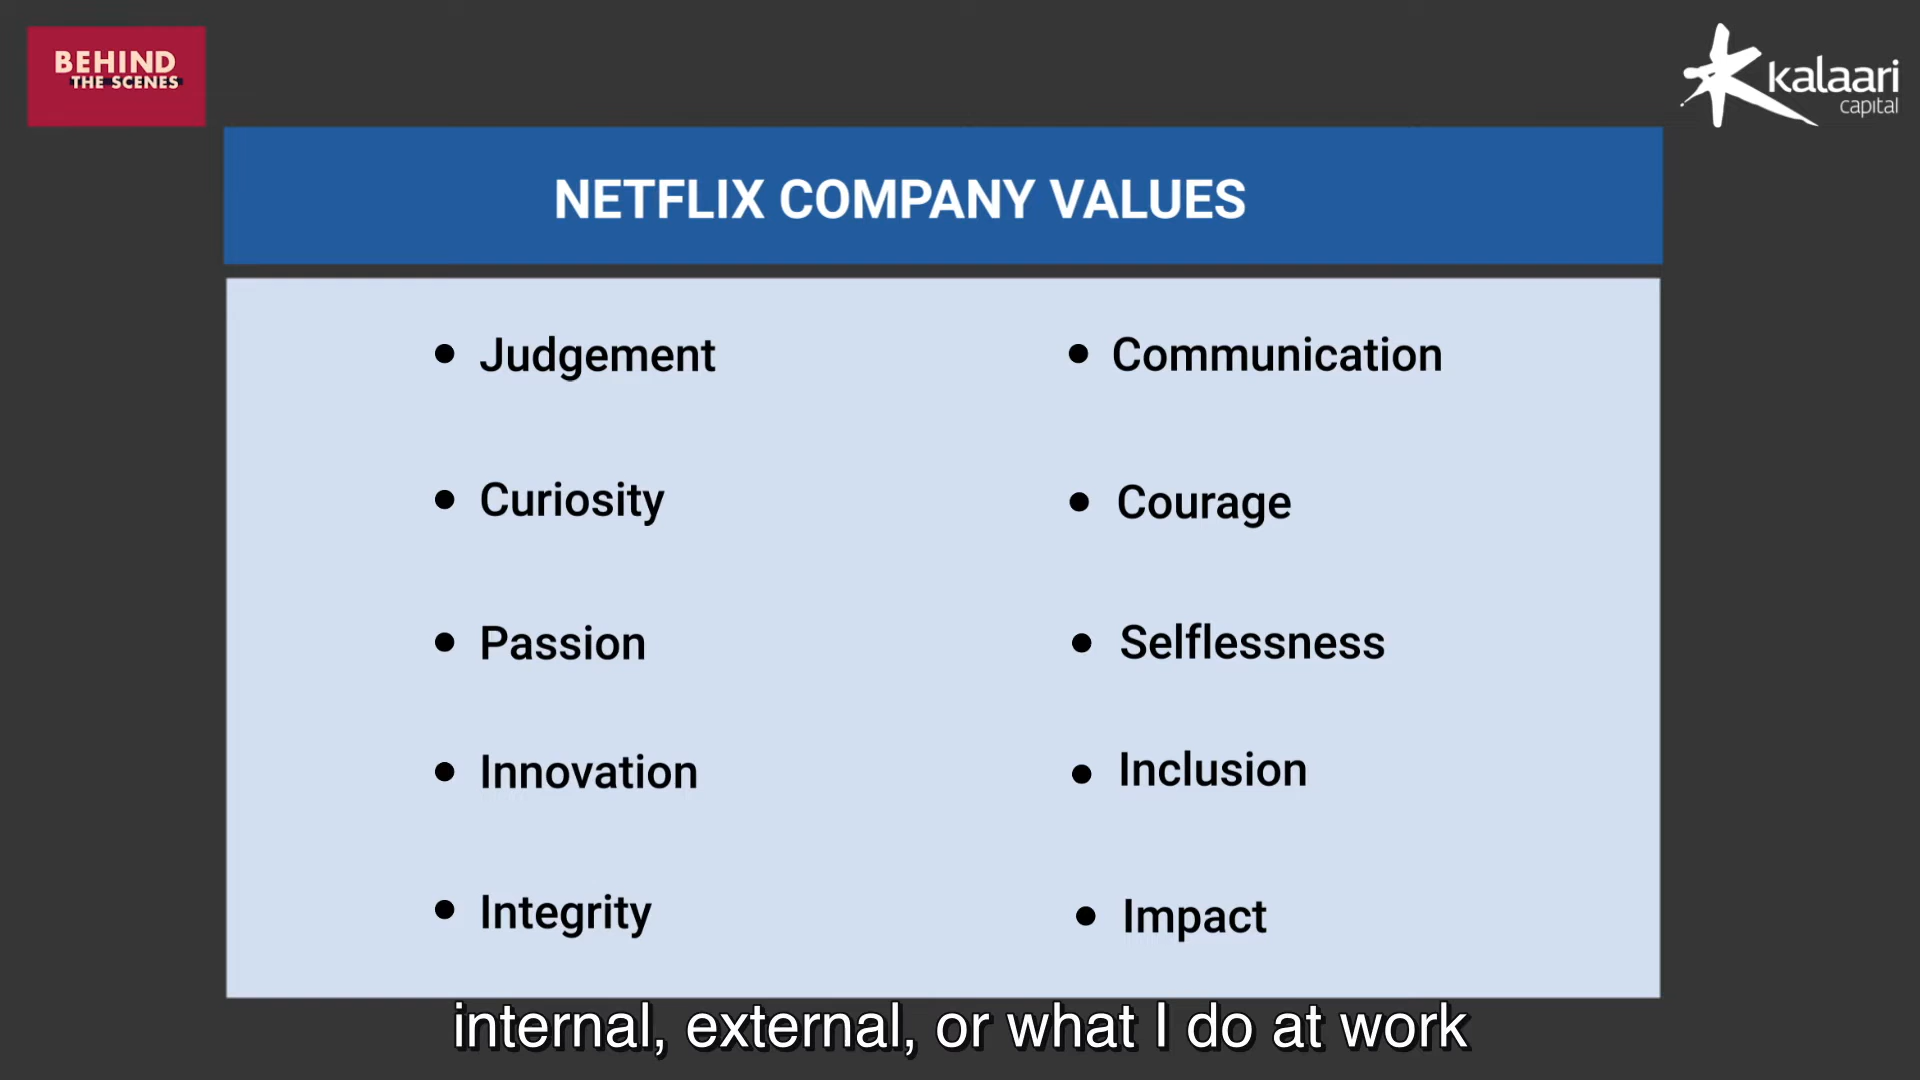 BEHIND
THE SCENES
kalaari
capital
NETFLIX COMPANY VALUES
Judgement
Curiosity
Passion
Innovation
Integrity
Communication
Courage
Selflessness
Inclusion
Impact
internal, external, or what I do at work